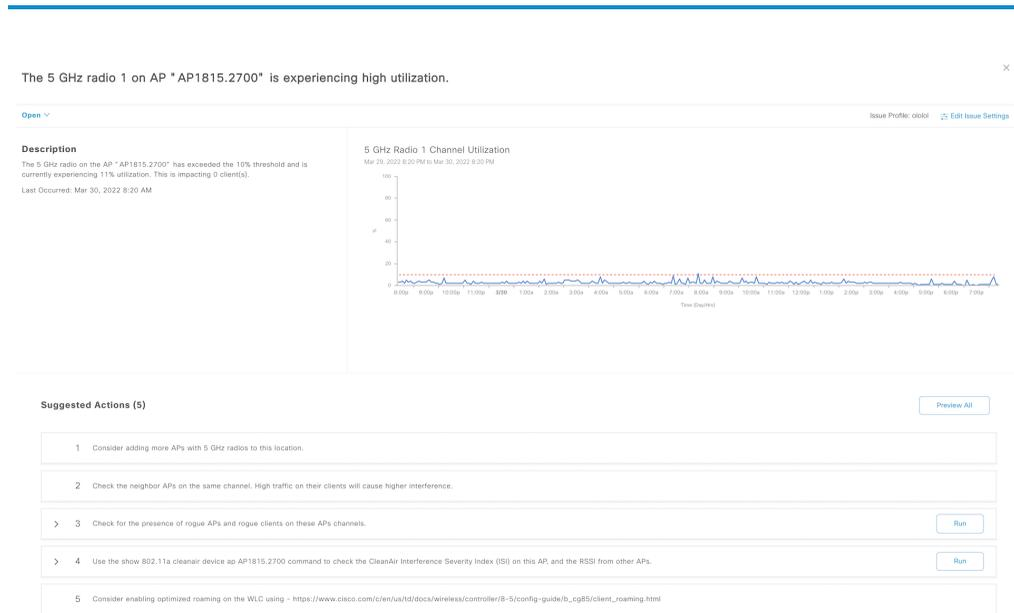 The 5 GHz radio 1 on AP "AP1815.2700" is experiencing high utilization.
Open
Issue Profile: ololol
Edit Issue Settings
Description
The 5 GHz radio on the AP "AP1815.2700" has exceeded the 10% threshold and is
currently experiencing 11% utilization. This is impacting 0 client(s).
Last Occurred: Mar 30, 2022 8:20 AM
5 GHz Radio 1 Channel Utilization
Mar 29, 2022 8:20 PM to Mar 30, 2022 8:20 PM
100
80
60
%
40
20
0
8:00p 9:00p 10:00p 11:00p 3/30 1:00a 2:00a 3:00a 4:00a 5:00a 6:00a 7:00a 8:00a 9:00a 10:00a 11:00a 12:00p 1:00p 2:00p 3:00p 4:00p 5:00p 6:00p 7:00p
Time (Day/Hrs)
Suggested Actions (5)
Preview All
1 Consider adding more APs with 5 GHz radios to this location.
2 Check the neighbor APs on the same channel. High traffic on their clients will cause higher interference.
3 Check for the presence of rogue APs and rogue clients on these APs channels.
Run
4 Use the show 802.11a cleanair device ap AP1815.2700 command to check the CleanAir Interference Severity Index (ISI) on this AP, and the RSSI from other APs.
Run
5 Consider enabling optimized roaming on the WLC using - https://www.cisco.com/c/en/us/td/docs/wireless/controller/8-5/config-guide/b_cg85/client_roaming.html